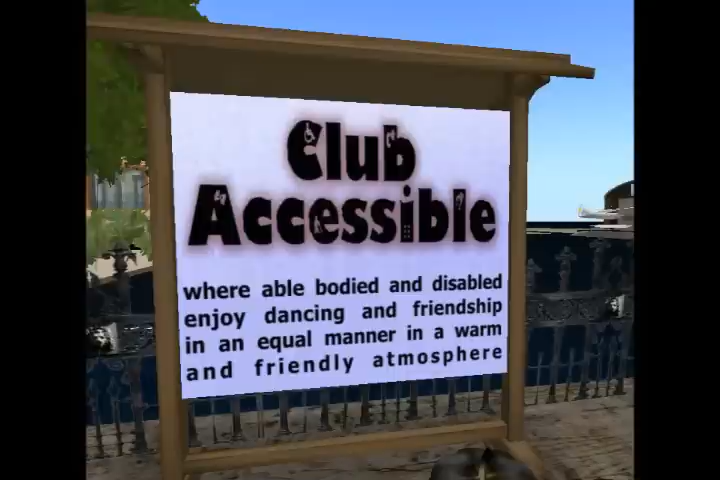 Club
Accessible
where able bodied and disabled
enjoy dancing and friendship
in an equal manner in a warm
and friendly atmosphere